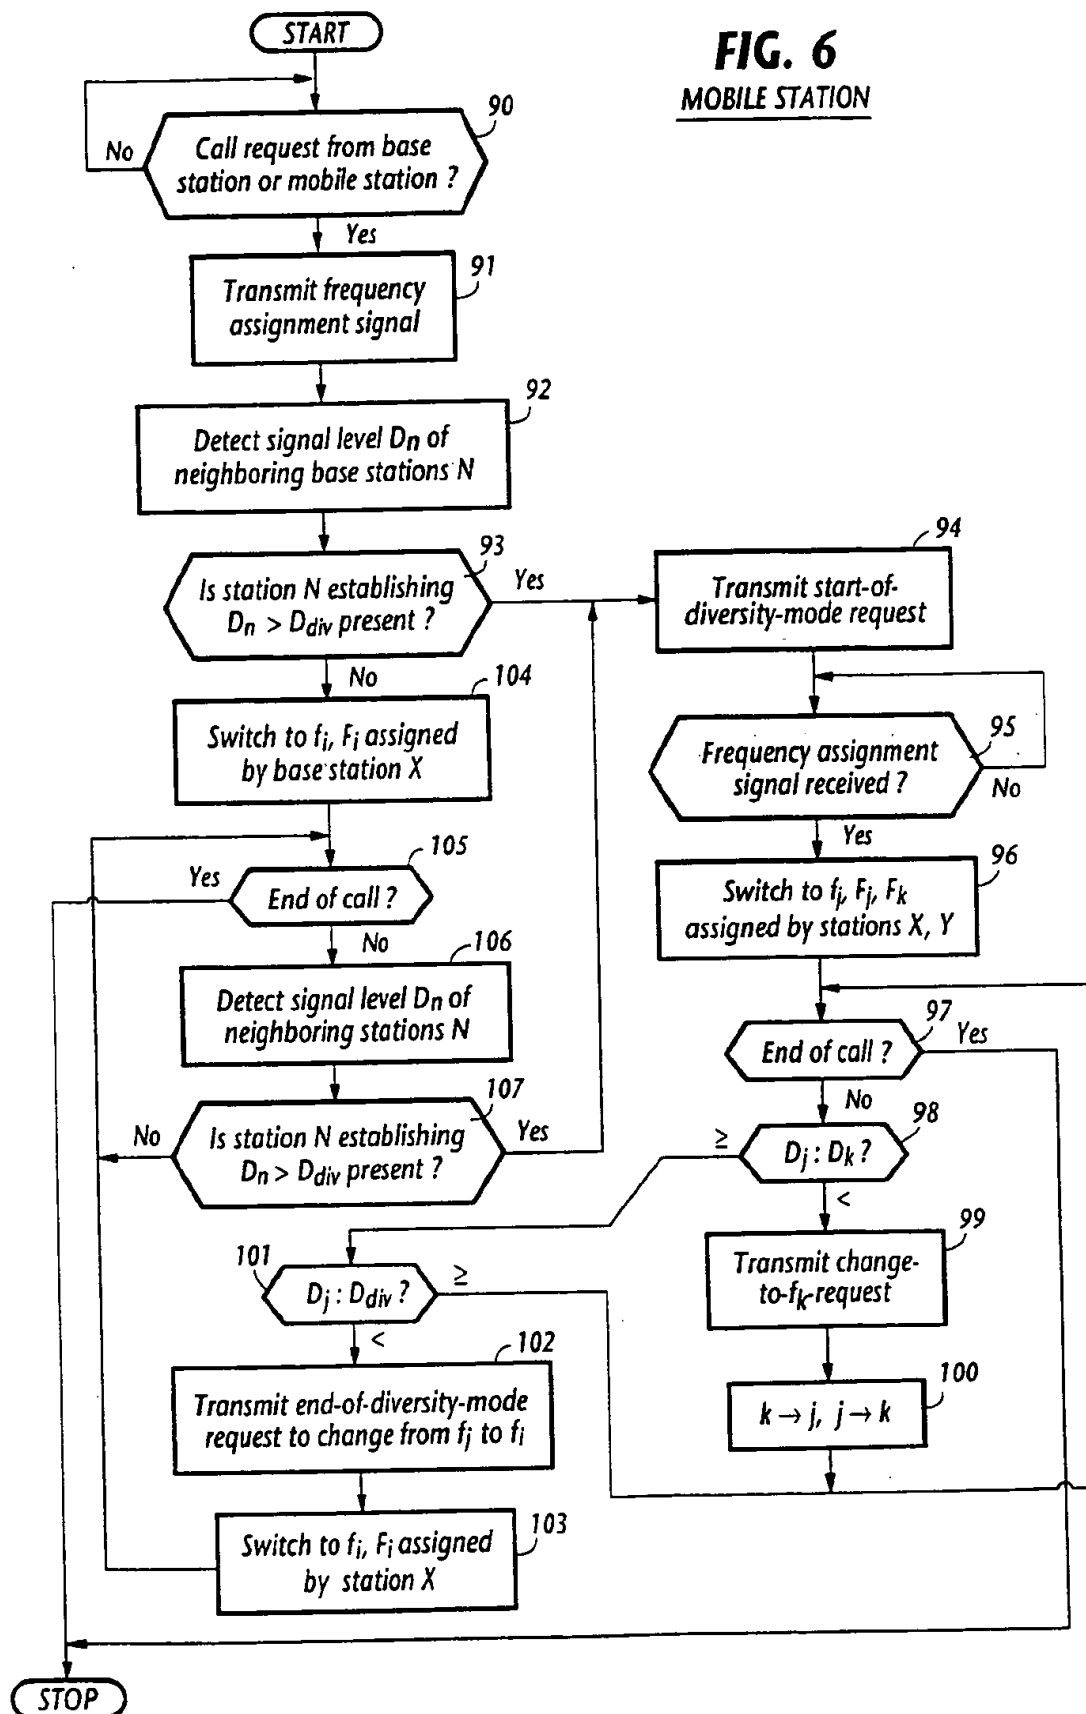 START
FIG. 6
MOBILE STATION
90
Call request from base
station or mobile station ?
No
Yes
91
Transmit frequency
assignment signal
92
Detect signal level Dn of
neighboring base stations N
93
Is station N establishing
Dn > Ddiv present ?
Yes
No
94
Transmit start-of-
diversity-mode request
104
Switch to fi, Fi assigned
by base station X
95
Frequency assignment
signal received ?
No
Yes
105
End of call ?
Yes
No
96
Switch to fj, Fj, Fk
assigned by stations X, Y
106
Detect signal level Dn of
neighboring stations N
97
End of call ?
Yes
No
107
Is station N establishing
Dn > Ddiv present ?
No
Yes
98
Dj : Dk ?
≥
<
99
Transmit change-
to-fk-request
101
Dj : Ddiv ?
≥
<
100
k → j, j → k
102
Transmit end-of-diversity-mode
request to change from fj to fi
103
Switch to fi, Fi assigned
by station X
STOP